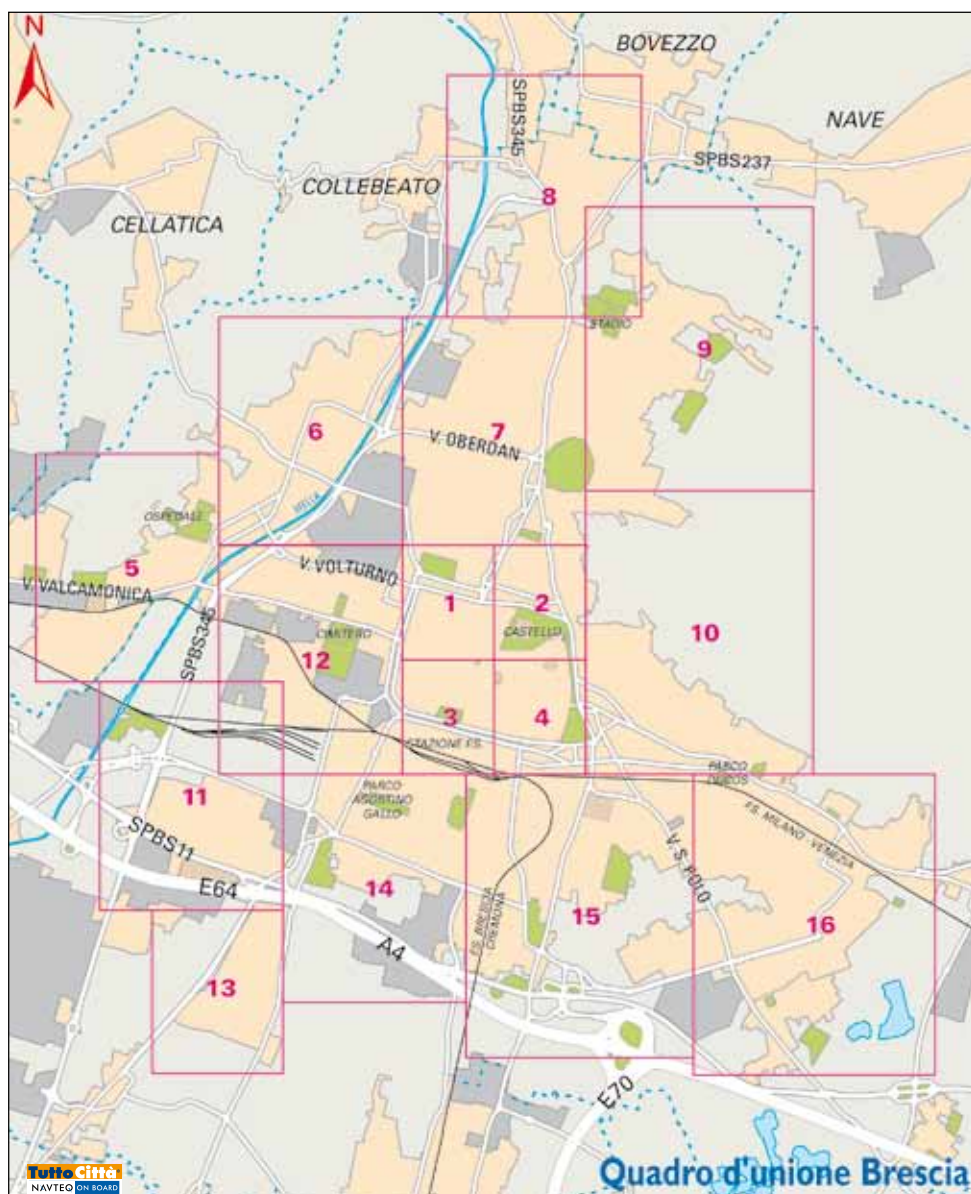 N
BOVEZZO
SPBS345
NAVE
SPBS237
COLLEBEATO
8
CELLATICA
STADIO
9
6
7
V. OBERDAN
MELLA
OSPEDALE
5
V. VALCAMONICA
V. VOLTURNO
1
2
CASTELLO
10
SPBS345
CIMITERO
12
3
4
STAZIONE F.S.
PARCO
DUCOS
11
PARCO
AGOSTINO
GALLO
F.S. MILANO - VENEZIA
SPBS11
V. S. POLO
E64
14
15
F.S. BRESCIA
CREMONA
16
A4
13
E70
TuttoCittà
NAVTEQ ON BOARD
Quadro d'unione Brescia